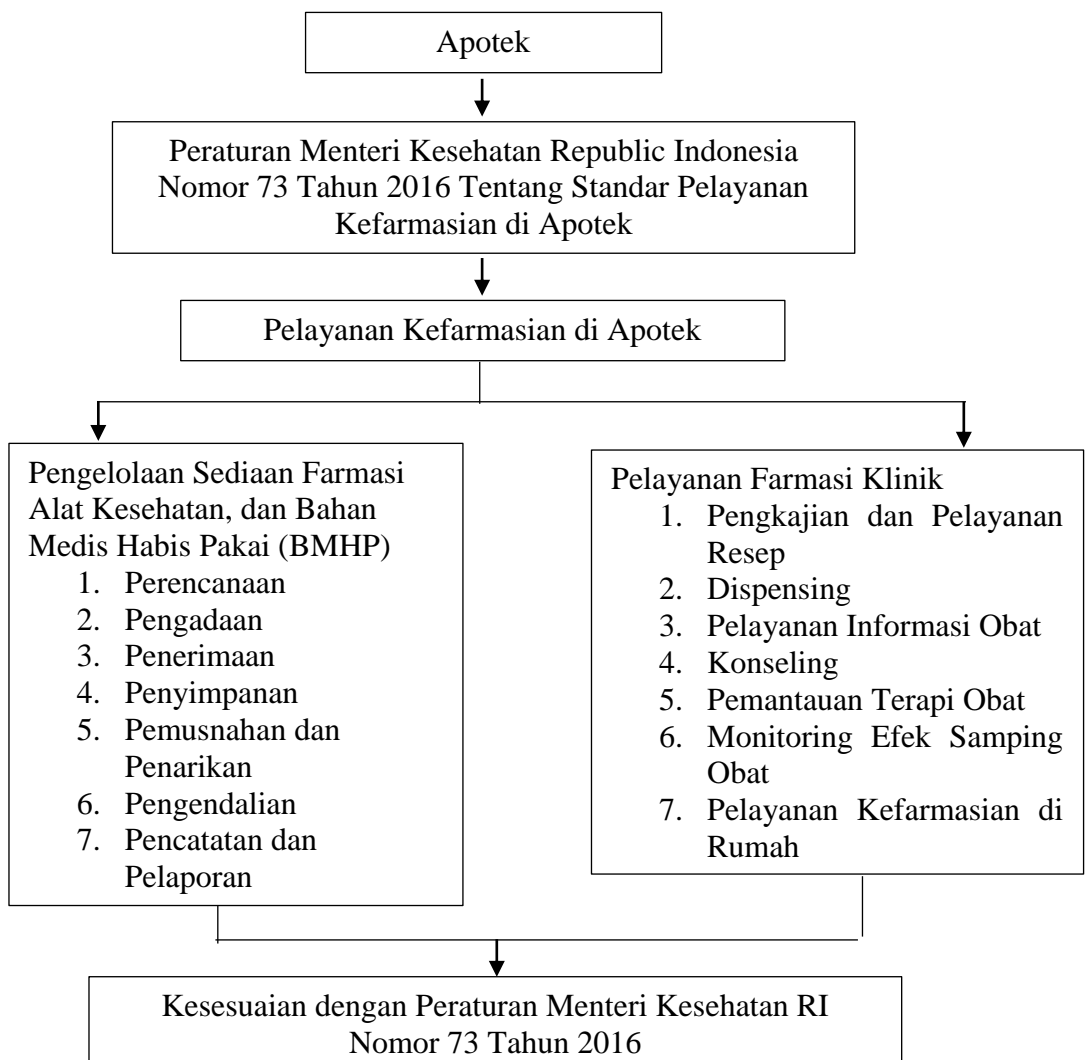 Apotek
Peraturan Menteri Kesehatan Republic Indonesia
Nomor 73 Tahun 2016 Tentang Standar Pelayanan
Kefarmasian di Apotek
Pelayanan Kefarmasian di Apotek
Pengelolaan Sediaan Farmasi
Alat Kesehatan, dan Bahan
Medis Habis Pakai (BMHP)
1. Perencanaan
2. Pengadaan
3. Penerimaan
4. Penyimpanan
5. Pemusnahan dan
Penarikan
6. Pengendalian
7. Pencatatan dan
Pelaporan
Pelayanan Farmasi Klinik
1. Pengkajian dan Pelayanan
Resep
2. Dispensing
3. Pelayanan Informasi Obat
4. Konseling
5. Pemantauan Terapi Obat
6. Monitoring Efek Samping
Obat
7. Pelayanan Kefarmasian di
Rumah
Kesesuaian dengan Peraturan Menteri Kesehatan RI
Nomor 73 Tahun 2016